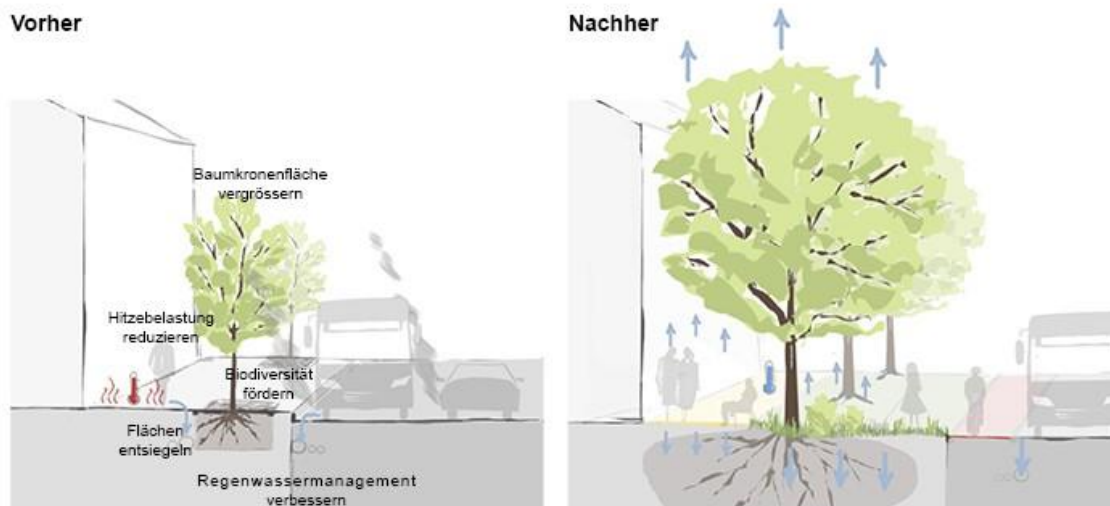 Vorher
Nachher
Baumkronenfläche
vergrössern
Hitzebelastung
reduzieren
Biodiversität
fördern
Flächen
entsiegeln
Regenwassermanagement
verbessern